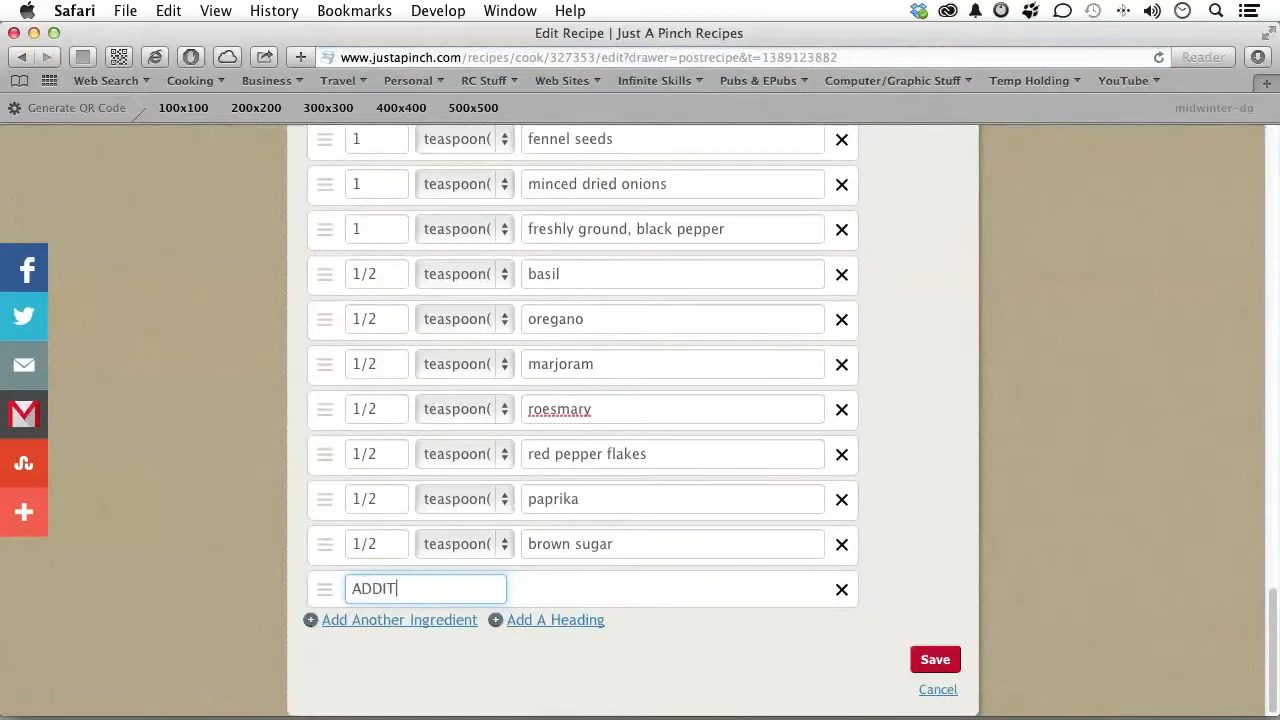 Safari File Edit View History Bookmarks Develop Window Help
Edit Recipe | Just A Pinch Recipes
www.justapinch.com/recipes/cook/827353/edit?drawer=postrecipe&t=1389123882 Reader
Web Search Cooking Business Travel Personal RC Stuff Web Sites Infinite Skills Pubs & EPubs Computer/Graphic Stuff Temp Holding YouTube
Generate QR Code 100x100 200x200 300x300 400x400 500x500 midwinter-dg
1 teaspoon( fennel seeds
1 teaspoon( minced dried onions
1 teaspoon( freshly ground, black pepper
1/2 teaspoon( basil
1/2 teaspoon( oregano
1/2 teaspoon( marjoram
1/2 teaspoon( roesmary
1/2 teaspoon( red pepper flakes
1/2 teaspoon( paprika
1/2 teaspoon( brown sugar
ADDIT
Add Another Ingredient Add A Heading
Save
Cancel